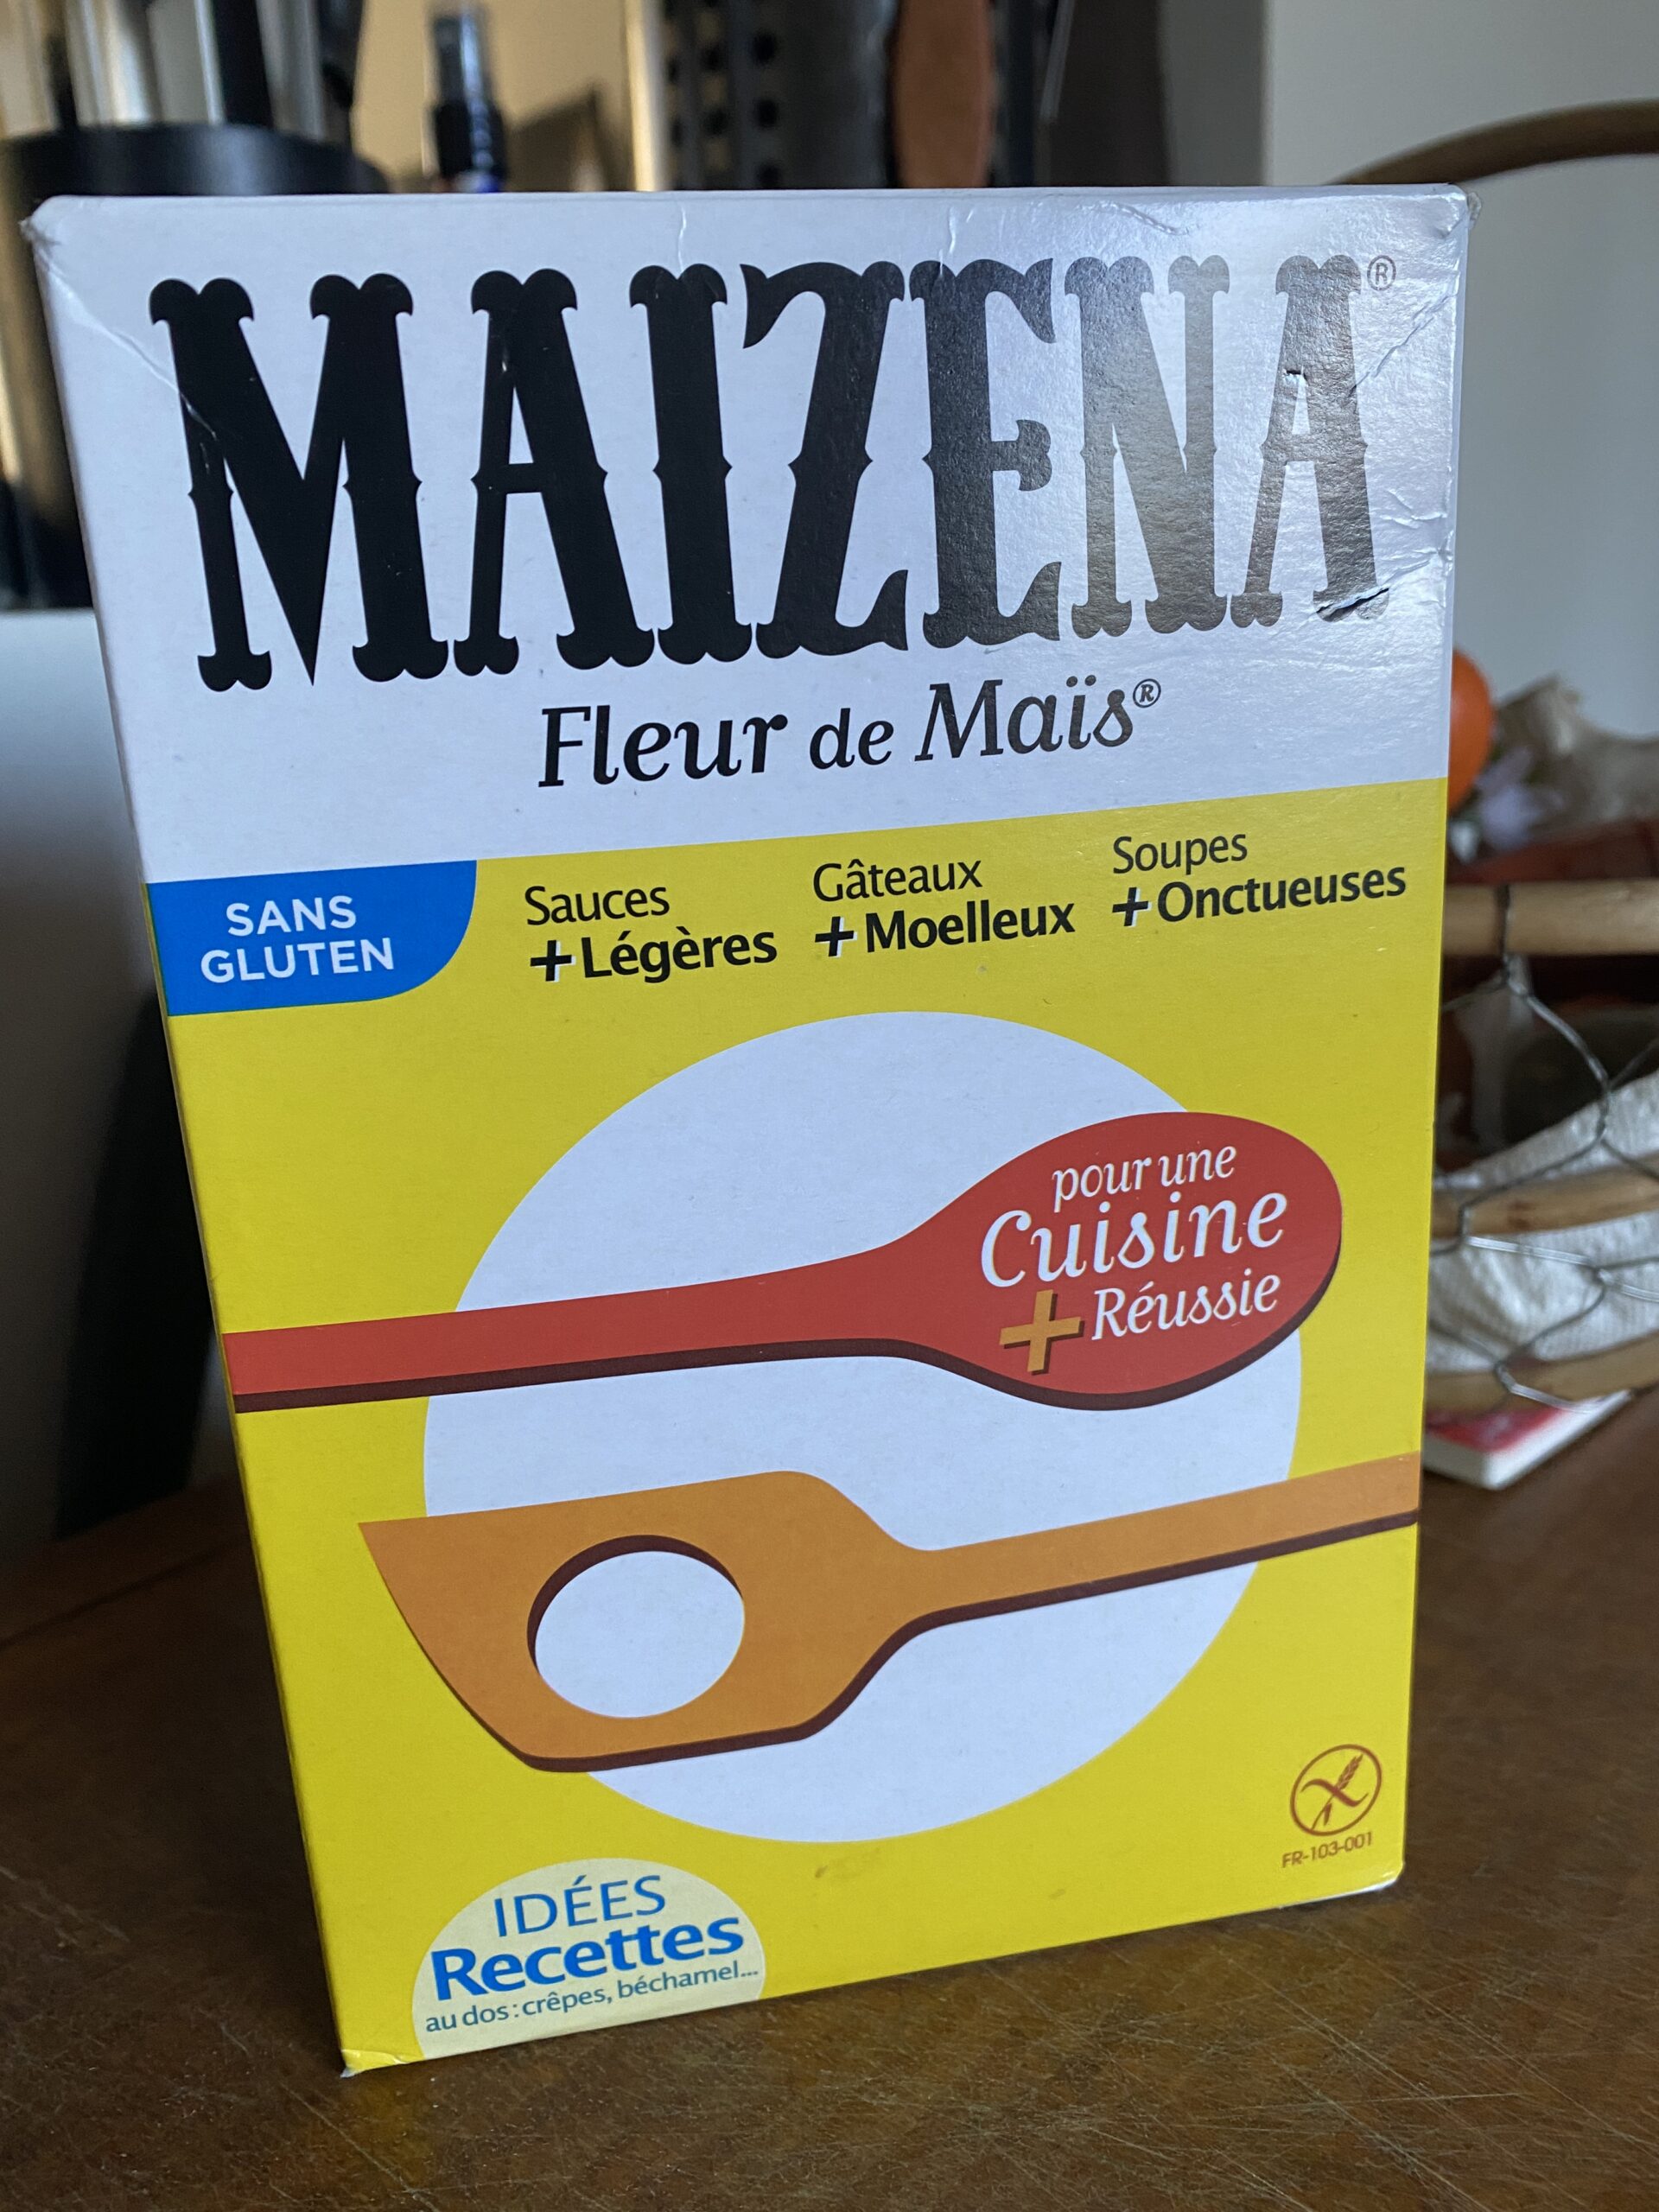 MAIZENA®
Fleur de Maïs®
SANS
GLUTEN
Sauces
+Légères
Gâteaux
+Moelleux
Soupes
+Onctueuses
pour une
Cuisine
+Réussie
FR-103-001
IDÉES
Recettes
au dos : crêpes, béchamel...